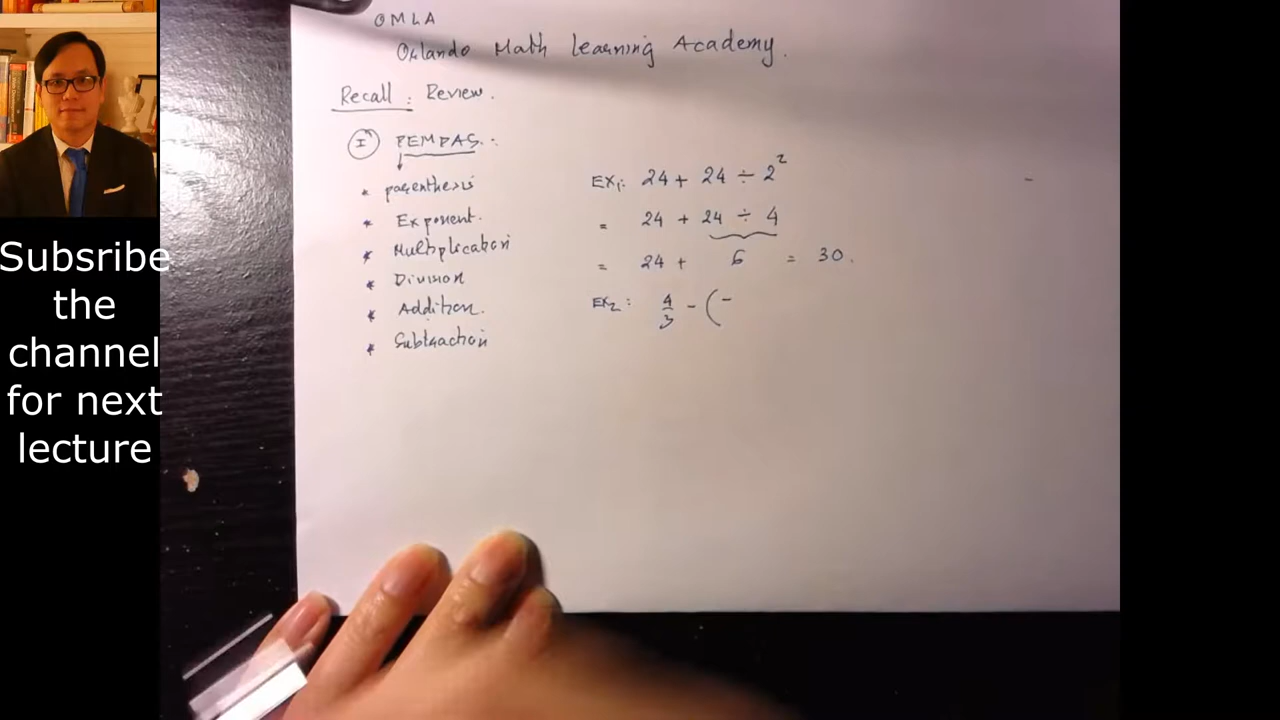 OMLA
Orlando Math Learning Academy.
Recall : Review.
I PEMDAS :
* parenthesis
* Exponent.
* Multiplication
* Division
* Addition.
* Subtraction
EX1: 24 + 24 ÷ 2²
= 24 + 24 ÷ 4
= 24 + 6 = 30.
EX2 : 4/3 - ( -
Subsribe
the
channel
for next
lecture